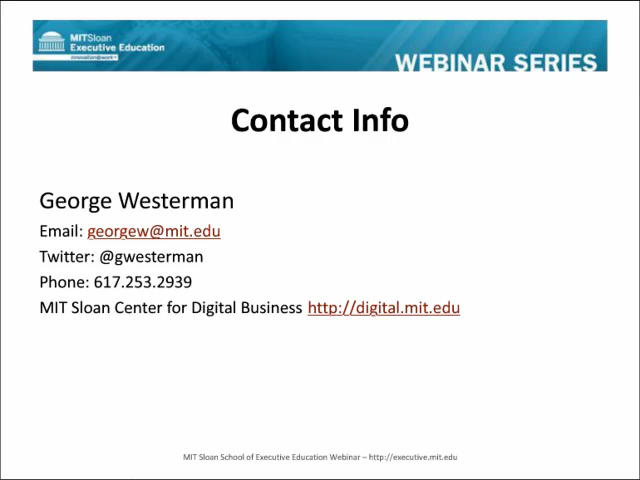 MITSloan
Executive Education
innovation@work™
WEBINAR SERIES
Contact Info
George Westerman
Email: georgew@mit.edu
Twitter: @gwesterman
Phone: 617.253.2939
MIT Sloan Center for Digital Business http://digital.mit.edu
MIT Sloan School of Executive Education Webinar – http://executive.mit.edu